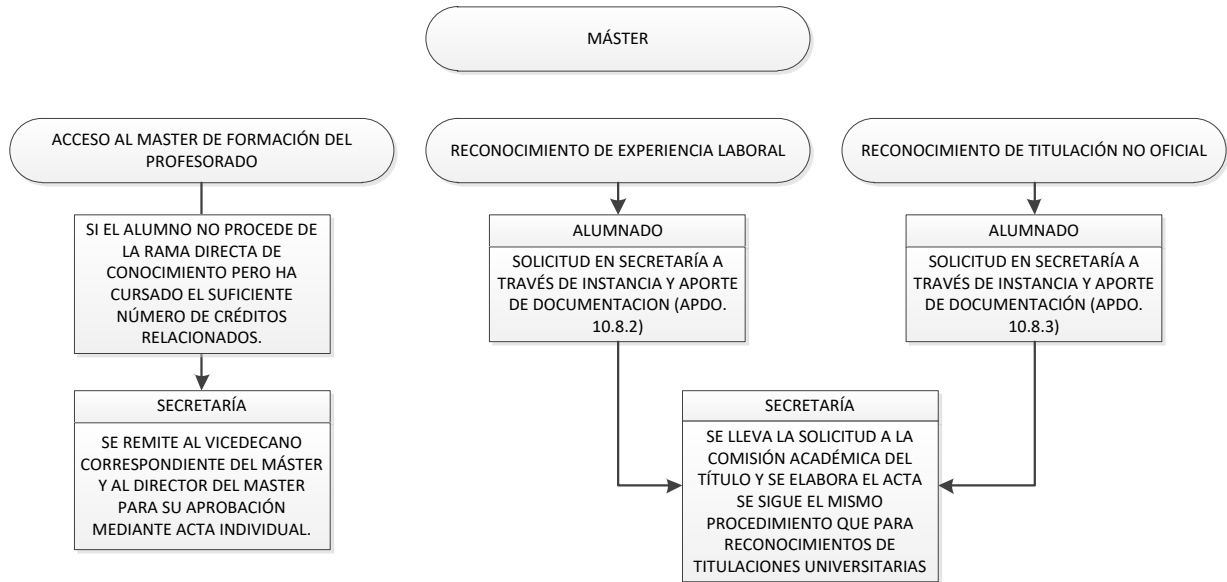 MÁSTER
ACCESO AL MASTER DE FORMACIÓN DEL
PROFESORADO
SI EL ALUMNO NO PROCEDE DE
LA RAMA DIRECTA DE
CONOCIMIENTO PERO HA
CURSADO EL SUFICIENTE
NÚMERO DE CRÉDITOS
RELACIONADOS.
SECRETARÍA
SE REMITE AL VICEDECANO
CORRESPONDIENTE DEL MÁSTER
Y AL DIRECTOR DEL MASTER
PARA SU APROBACIÓN
MEDIANTE ACTA INDIVIDUAL.
RECONOCIMIENTO DE EXPERIENCIA LABORAL
ALUMNADO
SOLICITUD EN SECRETARÍA A
TRAVÉS DE INSTANCIA Y APORTE
DE DOCUMENTACION (APDO.
10.8.2)
RECONOCIMIENTO DE TITULACIÓN NO OFICIAL
ALUMNADO
SOLICITUD EN SECRETARÍA A
TRAVÉS DE INSTANCIA Y APORTE
DE DOCUMENTACIÓN (APDO.
10.8.3)
SECRETARÍA
SE LLEVA LA SOLICITUD A LA
COMISIÓN ACADÉMICA DEL
TÍTULO Y SE ELABORA EL ACTA
SE SIGUE EL MISMO
PROCEDIMIENTO QUE PARA
RECONOCIMIENTOS DE
TITULACIONES UNIVERSITARIAS